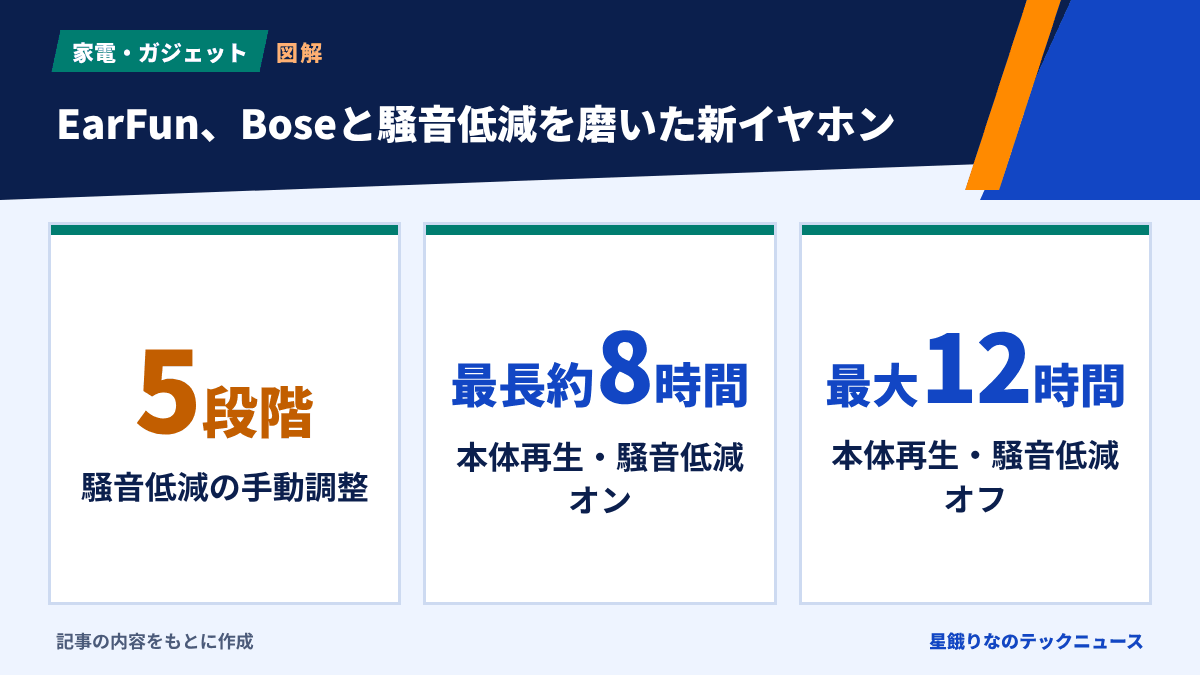 家電・ガジェット 図解
EarFun、Boseと騒音低減を磨いた新イヤホン
5段階
騒音低減の手動調整
最長約8時間
本体再生・騒音低減
オン
最大12時間
本体再生・騒音低減
オフ
記事の内容をもとに作成
星餓りなのテックニュース